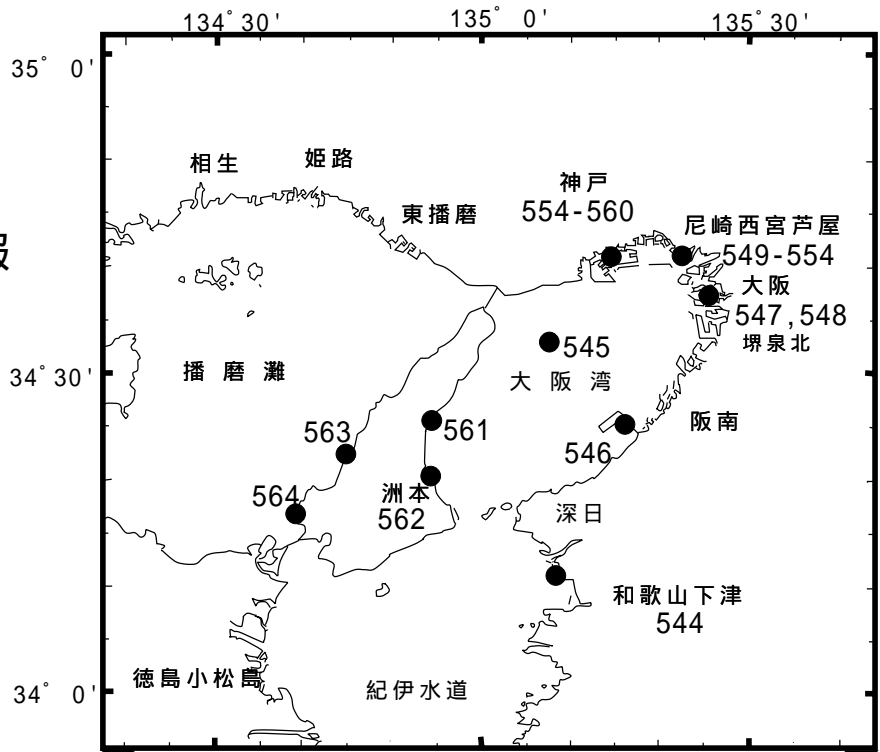 134°30' 135°0' 135°30'
35°0'
相生
姫路
神戸
554-560
東播磨
尼崎西宮芦屋
549-554
報
大阪
547,548
堺泉北
545
播磨灘
34°30'
大阪湾
阪南
563
561
546
564
洲本
562
深日
和歌山下津
544
徳島小松島
紀伊水道
34°0'